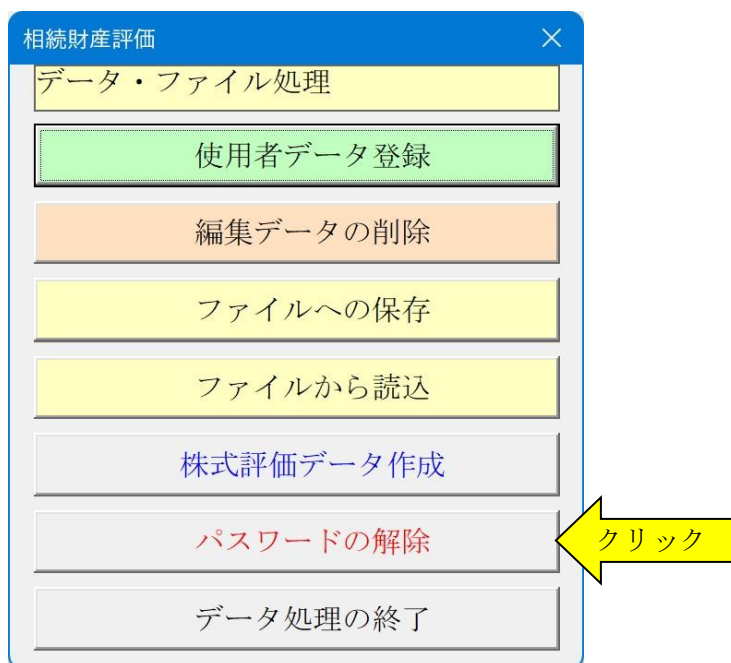 相続財産評価
データ・ファイル処理
使用者データ登録
編集データの削除
ファイルへの保存
ファイルから読込
株式評価データ作成
パスワードの解除
クリック
データ処理の終了